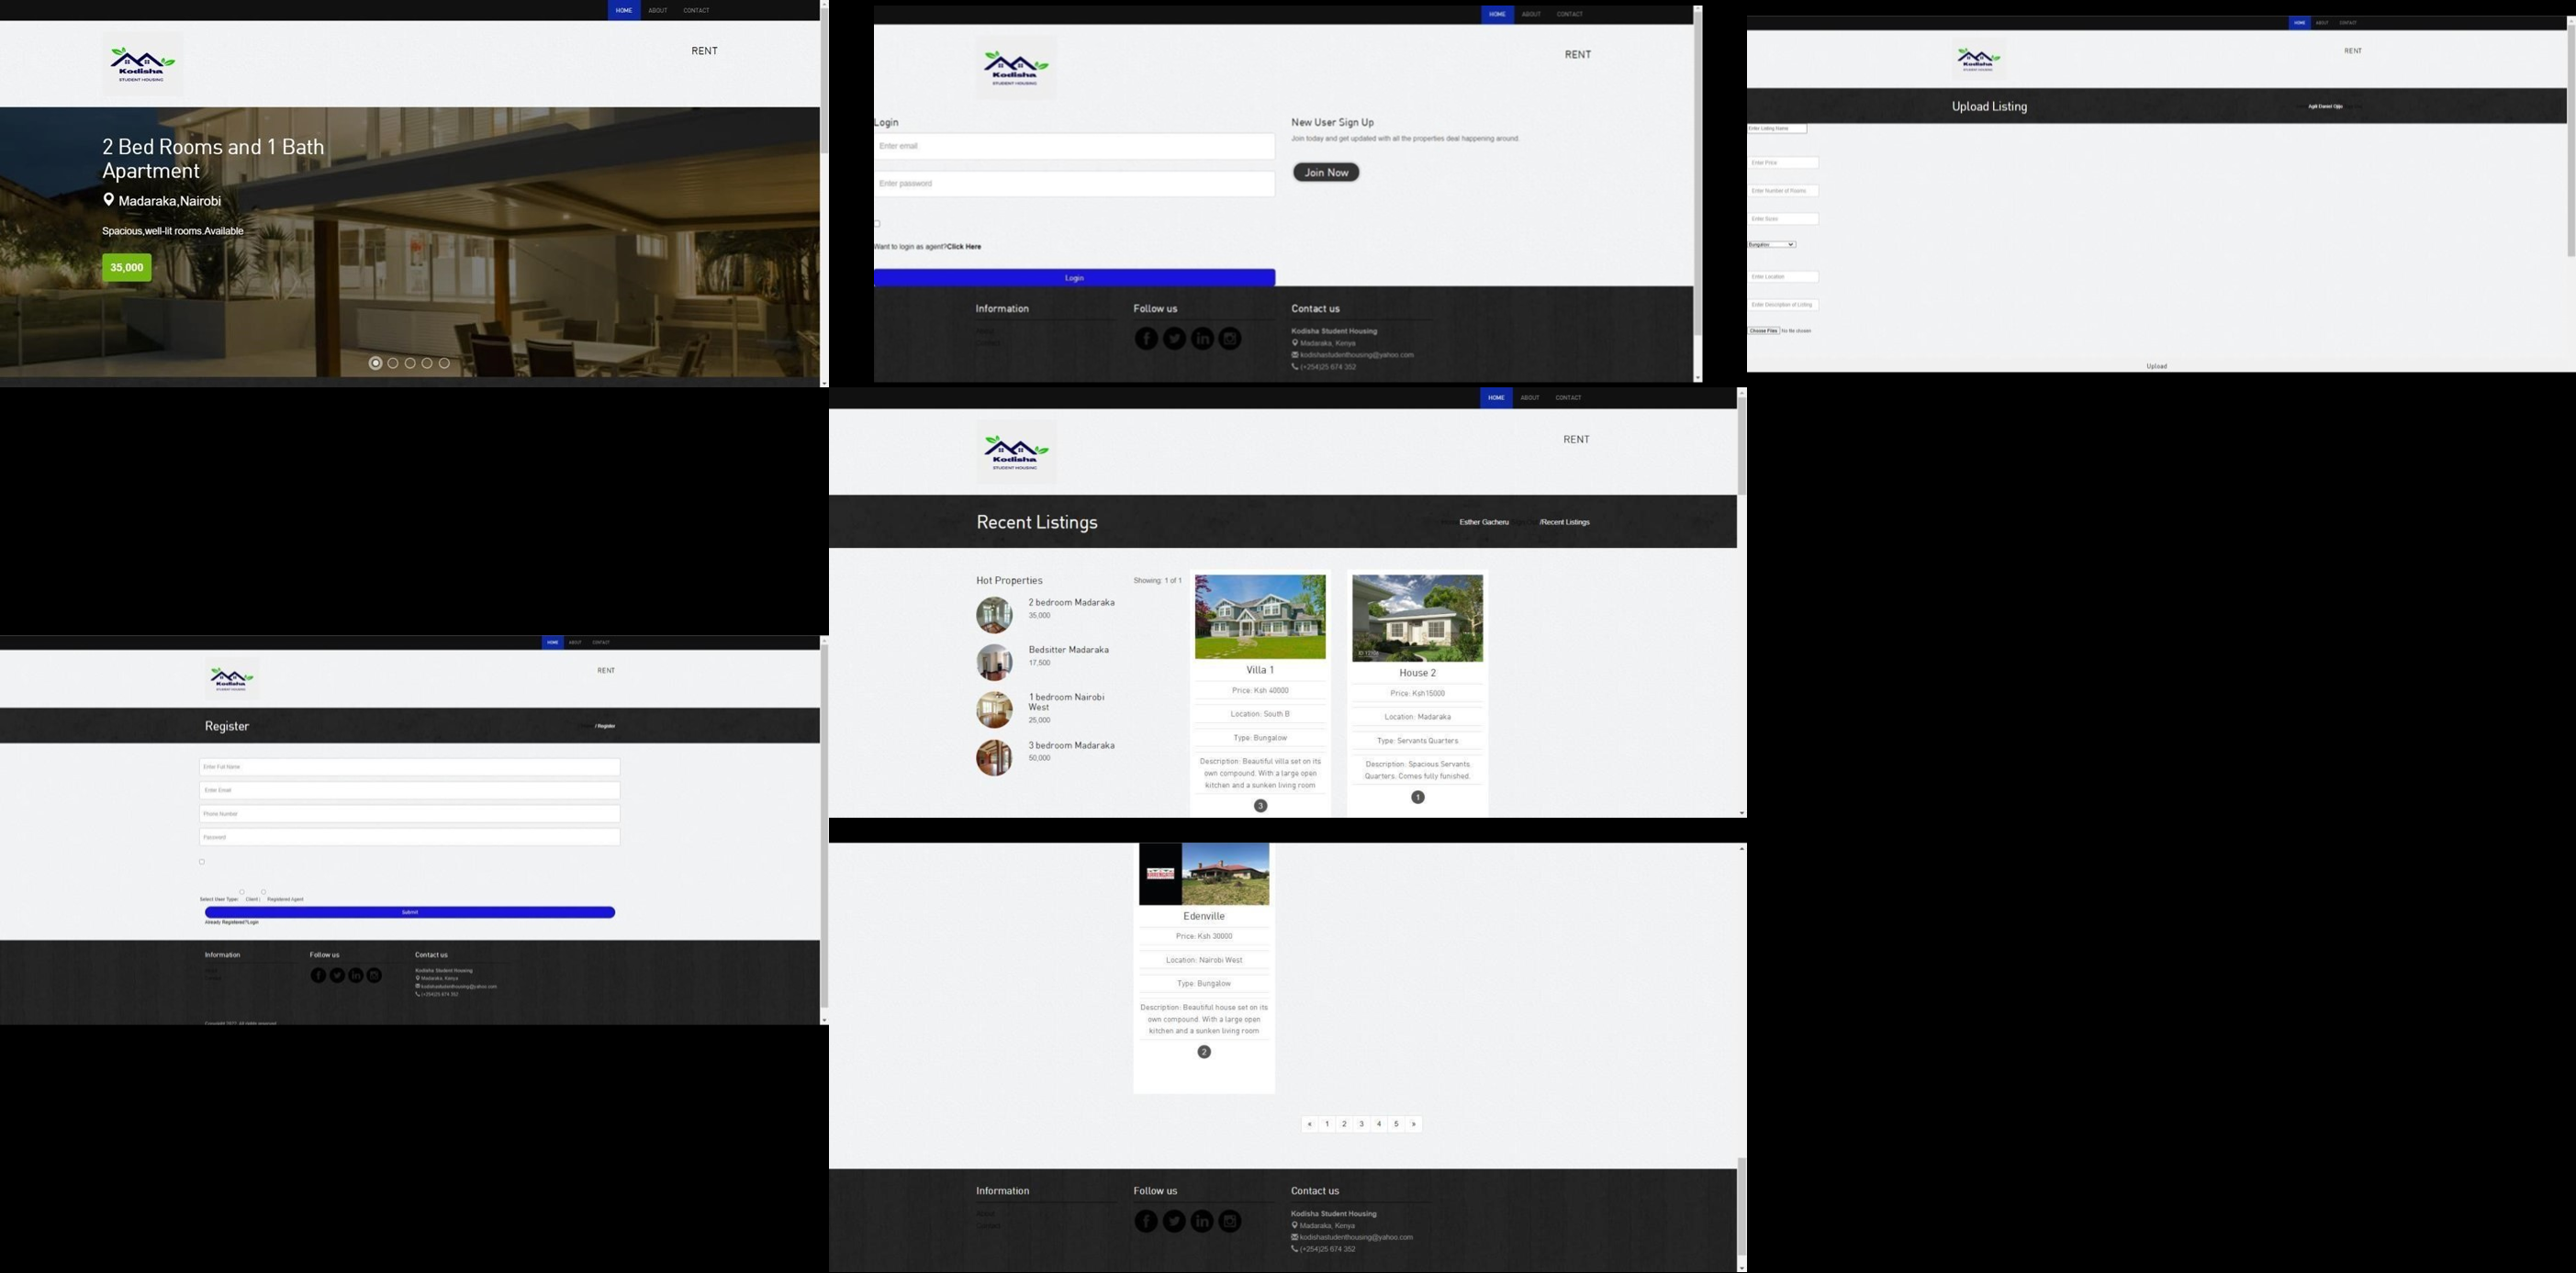 HOME ABOUT CONTACT
Kodisha
STUDENT HOUSING
RENT
2 Bed Rooms and 1 Bath
Apartment
Madaraka,Nairobi
Spacious,well-lit rooms.Available
35,000
HOME ABOUT CONTACT
Kodisha
STUDENT HOUSING
RENT
Login
Enter email
Enter password
Want to login as agent?Click Here
Login
New User Sign Up
Join today and get updated with all the properties deal happening around.
Join Now
Information
About
Contact
Follow us
Contact us
Kodisha Student Housing
Madaraka, Kenya
kodishastudenthousing@yahoo.com
(+254)25 674 352
HOME ABOUT CONTACT
Kodisha
STUDENT HOUSING
RENT
Upload Listing
Enter Listing Name
Enter Price
Enter Number of Rooms
Enter Sizes
Bungalow
Enter Location
Enter Description of Listing
Choose Files No file chosen
Upload
HOME ABOUT CONTACT
Kodisha
STUDENT HOUSING
RENT
Recent Listings
Esther Gacheru /Recent Listings
Hot Properties
2 bedroom Madaraka
35,000
Bedsitter Madaraka
17,500
1 bedroom Nairobi
West
25,000
3 bedroom Madaraka
50,000
Showing: 1 of 1
Villa 1
Price: Ksh 40000
Location: South B
Type: Bungalow
Description: Beautiful villa set on its
own compound. With a large open
kitchen and a sunken living room
3
House 2
Price: Ksh15000
Location: Madaraka
Type: Servants Quarters
Description: Spacious Servants
Quarters. Comes fully funished.
1
HOME ABOUT CONTACT
Kodisha
STUDENT HOUSING
RENT
Register
/ Register
Enter Full Name
Enter Email
Phone Number
Password
Select User Type: Client | Registered Agent
Submit
Already Registered?Login
Information
About
Contact
Follow us
Contact us
Kodisha Student Housing
Madaraka, Kenya
kodishastudenthousing@yahoo.com
(+254)25 674 352
Edenville
Price: Ksh 30000
Location: Nairobi West
Type: Bungalow
Description: Beautiful house set on its
own compound. With a large open
kitchen and a sunken living room
2
« 1 2 3 4 5 »
Information
About
Contact
Follow us
Contact us
Kodisha Student Housing
Madaraka, Kenya
kodishastudenthousing@yahoo.com
(+254)25 674 352